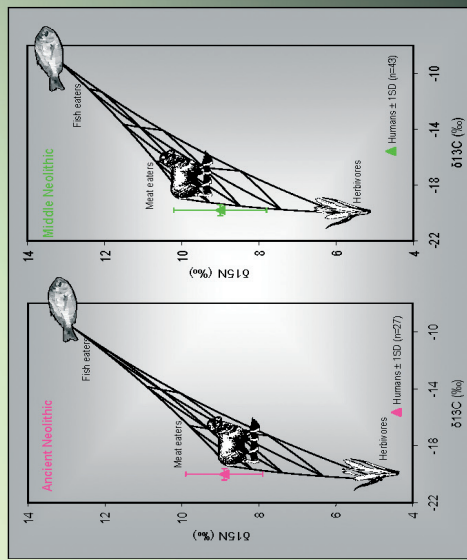 Ancient Neolithic
14
12
10
8
6
4
δ15N (‰)
Fish eaters
Meat eaters
Herbivores
Humans ± 1SD (n=27)
-22 -18 -14 -10
δ13C (‰)
Middle Neolithic
14
12
10
8
6
4
δ15N (‰)
Fish eaters
Meat eaters
Herbivores
Humans ± 1SD (n=43)
-22 -18 -14 -10
δ13C (‰)